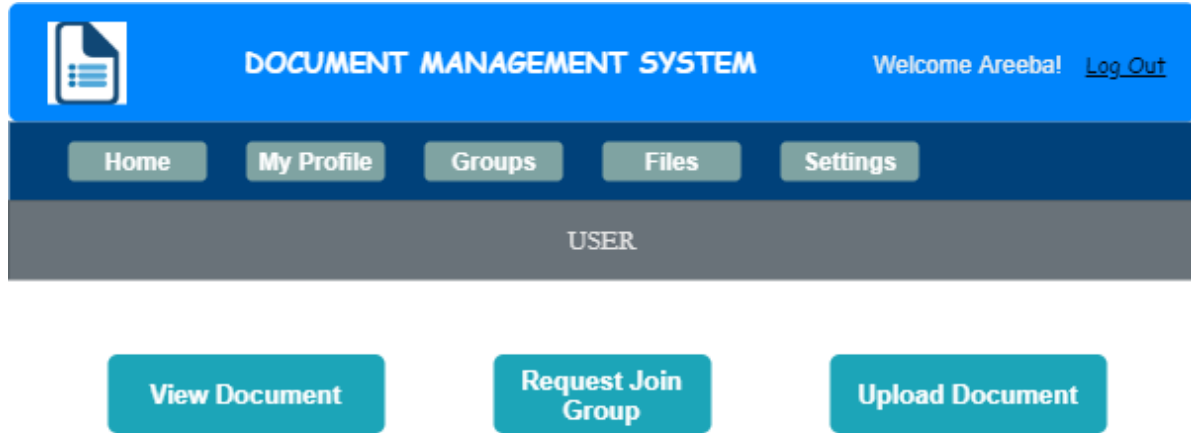 DOCUMENT MANAGEMENT SYSTEM
Welcome Areeba! Log Out
Home My Profile Groups Files Settings
USER
View Document
Request Join
Group
Upload Document